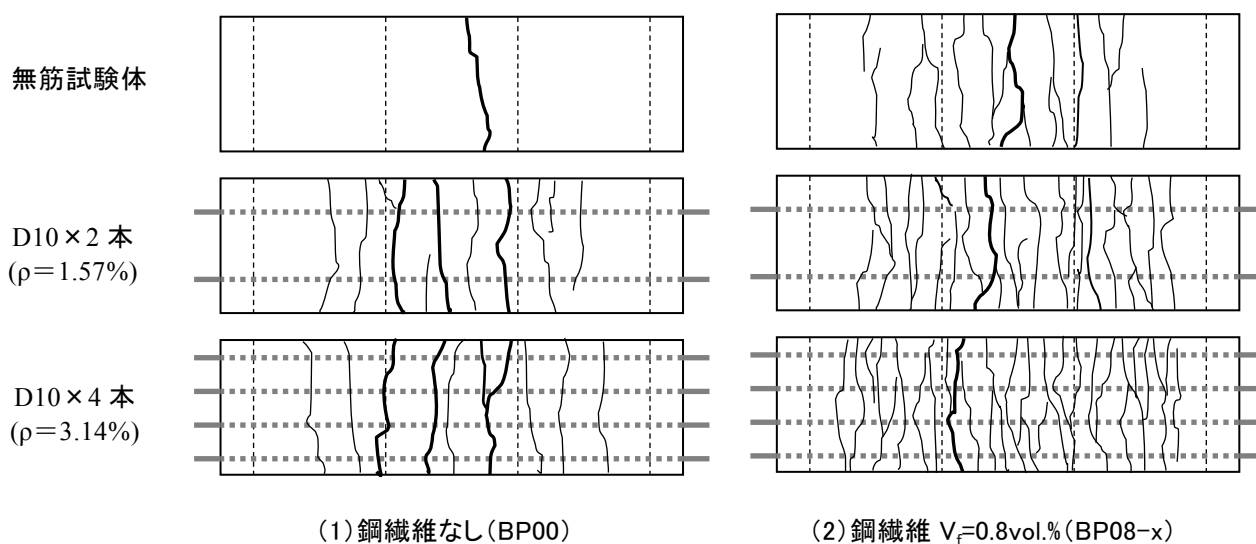 無筋試験体
D10×2 本
(ρ=1.57%)
D10×4 本
(ρ=3.14%)
(1)鋼繊維なし(BP00)
(2)鋼繊維 Vf=0.8vol.%(BP08-x)